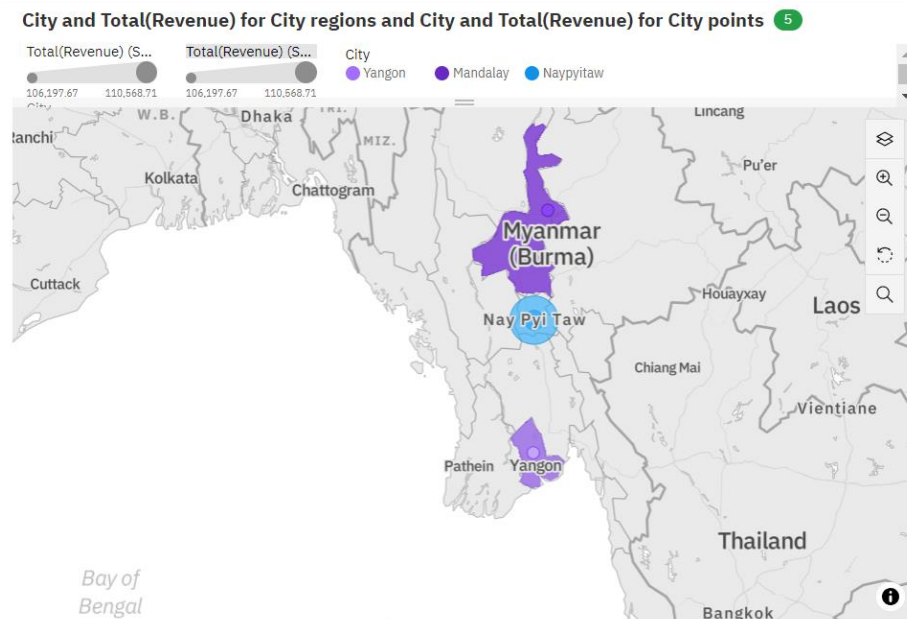 City and Total(Revenue) for City regions and City and Total(Revenue) for City points 5
Total(Revenue) (S... Total(Revenue) (S... City
Yangon Mandalay Naypyitaw
106,197.67 110,568.71 106,197.67 110,568.71
City
W.B. Dhaka TRI. Lincang
Ranchi MIZ.
Pu'er
Kolkata Chattogram
Myanmar
(Burma)
Cuttack Houayxay Laos
Nay Pyi Taw
Chiang Mai
Vientiane
Pathein Yangon
Thailand
Bay of
Bengal
Bangkok